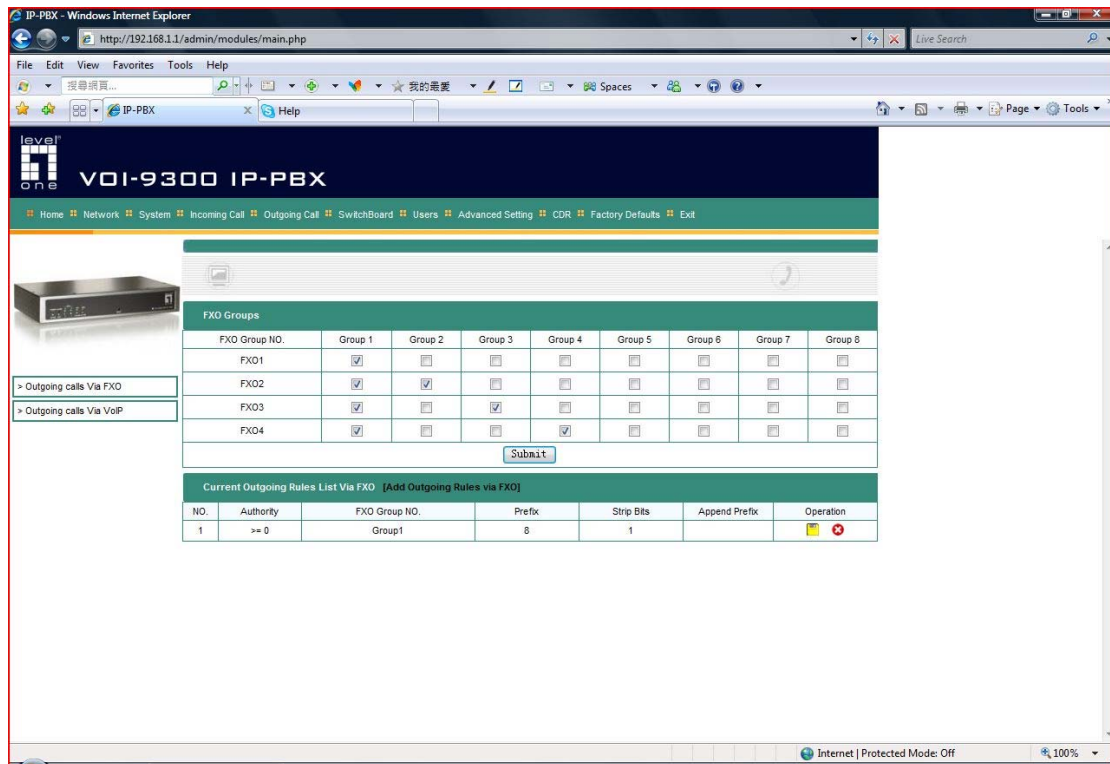 IP-PBX - Windows Internet Explorer
http://192.168.1.1/admin/modules/main.php
Live Search
File Edit View Favorites Tools Help
搜尋網頁...
我的最愛
Spaces
IP-PBX
Help
Page Tools
level
one
VOI-9300 IP-PBX
Home Network System Incoming Call Outgoing Call SwitchBoard Users Advanced Setting CDR Factory Defaults Exit
> Outgoing calls Via FXO
> Outgoing calls Via VoIP
FXO Groups
FXO Group NO. Group 1 Group 2 Group 3 Group 4 Group 5 Group 6 Group 7 Group 8
FXO1
FXO2
FXO3
FXO4
Submit
Current Outgoing Rules List Via FXO [Add Outgoing Rules via FXO]
NO. Authority FXO Group NO. Prefix Strip Bits Append Prefix Operation
1 >= 0 Group1 8 1
Internet | Protected Mode: Off
100%